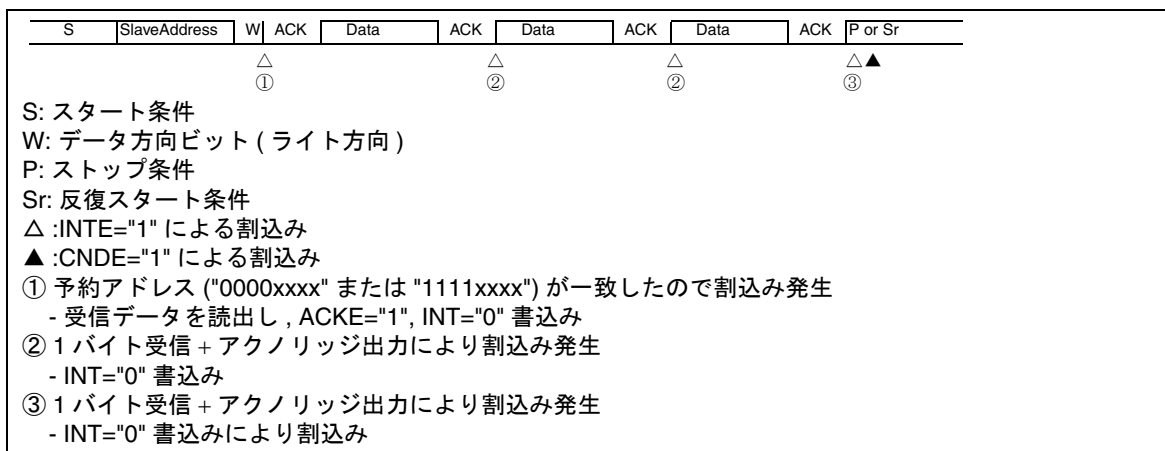 S SlaveAddress W ACK Data ACK Data ACK Data ACK P or Sr
△ △ △ △▲
① ② ② ③
S: スタート条件
W: データ方向ビット ( ライト方向 )
P: ストップ条件
Sr: 反復スタート条件
△ :INTE="1" による割込み
▲ :CNDE="1" による割込み
① 予約アドレス ("0000xxxx" または "1111xxxx") が一致したので割込み発生
- 受信データを読出し , ACKE="1", INT="0" 書込み
② 1 バイト受信 + アクノリッジ出力により割込み発生
- INT="0" 書込み
③ 1 バイト受信 + アクノリッジ出力により割込み発生
- INT="0" 書込みにより割込み